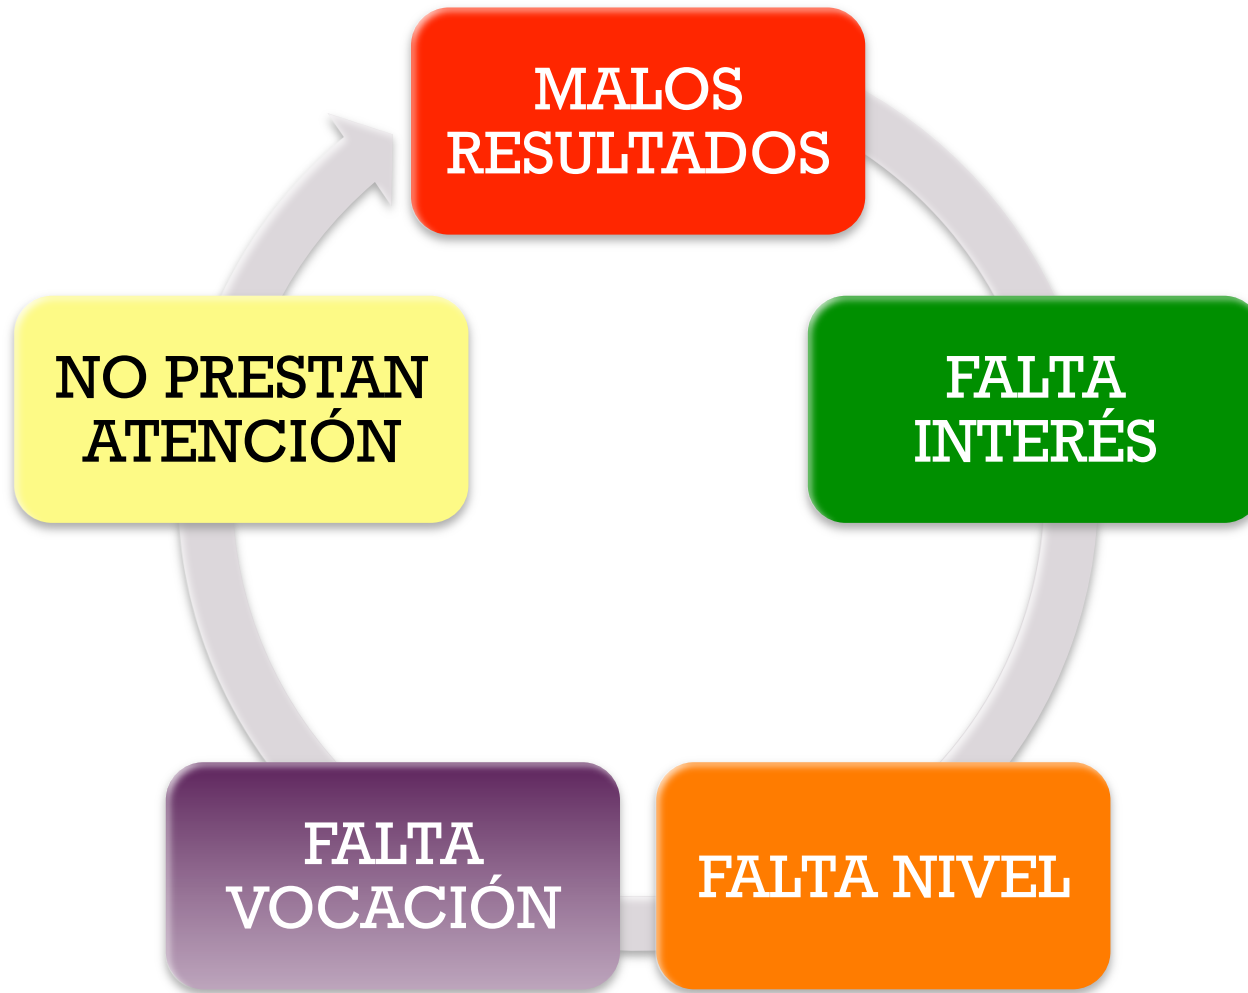 MALOS
RESULTADOS
FALTA
INTERÉS
FALTA NIVEL
FALTA
VOCACIÓN
NO PRESTAN
ATENCIÓN